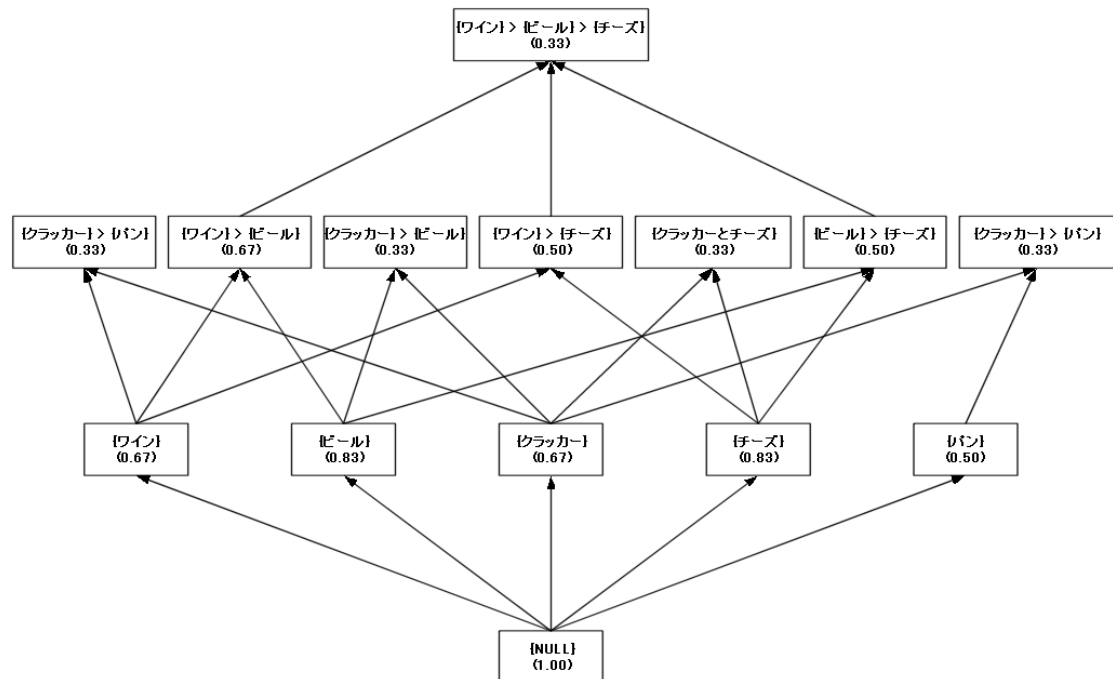 {ワイン} > {ビール} > {チーズ}
(0.33)
{クラッカー} > {パン}
(0.33)
{ワイン} > {ビール}
(0.67)
{クラッカー} > {ビール}
(0.33)
{ワイン} > {チーズ}
(0.50)
{クラッカーとチーズ}
(0.33)
{ビール} > {チーズ}
(0.50)
{クラッカー} > {パン}
(0.33)
{ワイン}
(0.67)
{ビール}
(0.83)
{クラッカー}
(0.67)
{チーズ}
(0.83)
{パン}
(0.50)
{NULL}
(1.00)